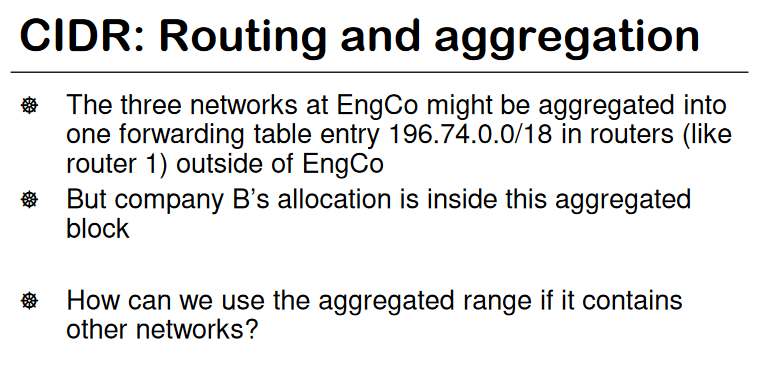 CIDR: Routing and aggregation
The three networks at EngCo might be aggregated into
one forwarding table entry 196.74.0.0/18 in routers (like
router 1) outside of EngCo
But company B's allocation is inside this aggregated
block
How can we use the aggregated range if it contains
other networks?